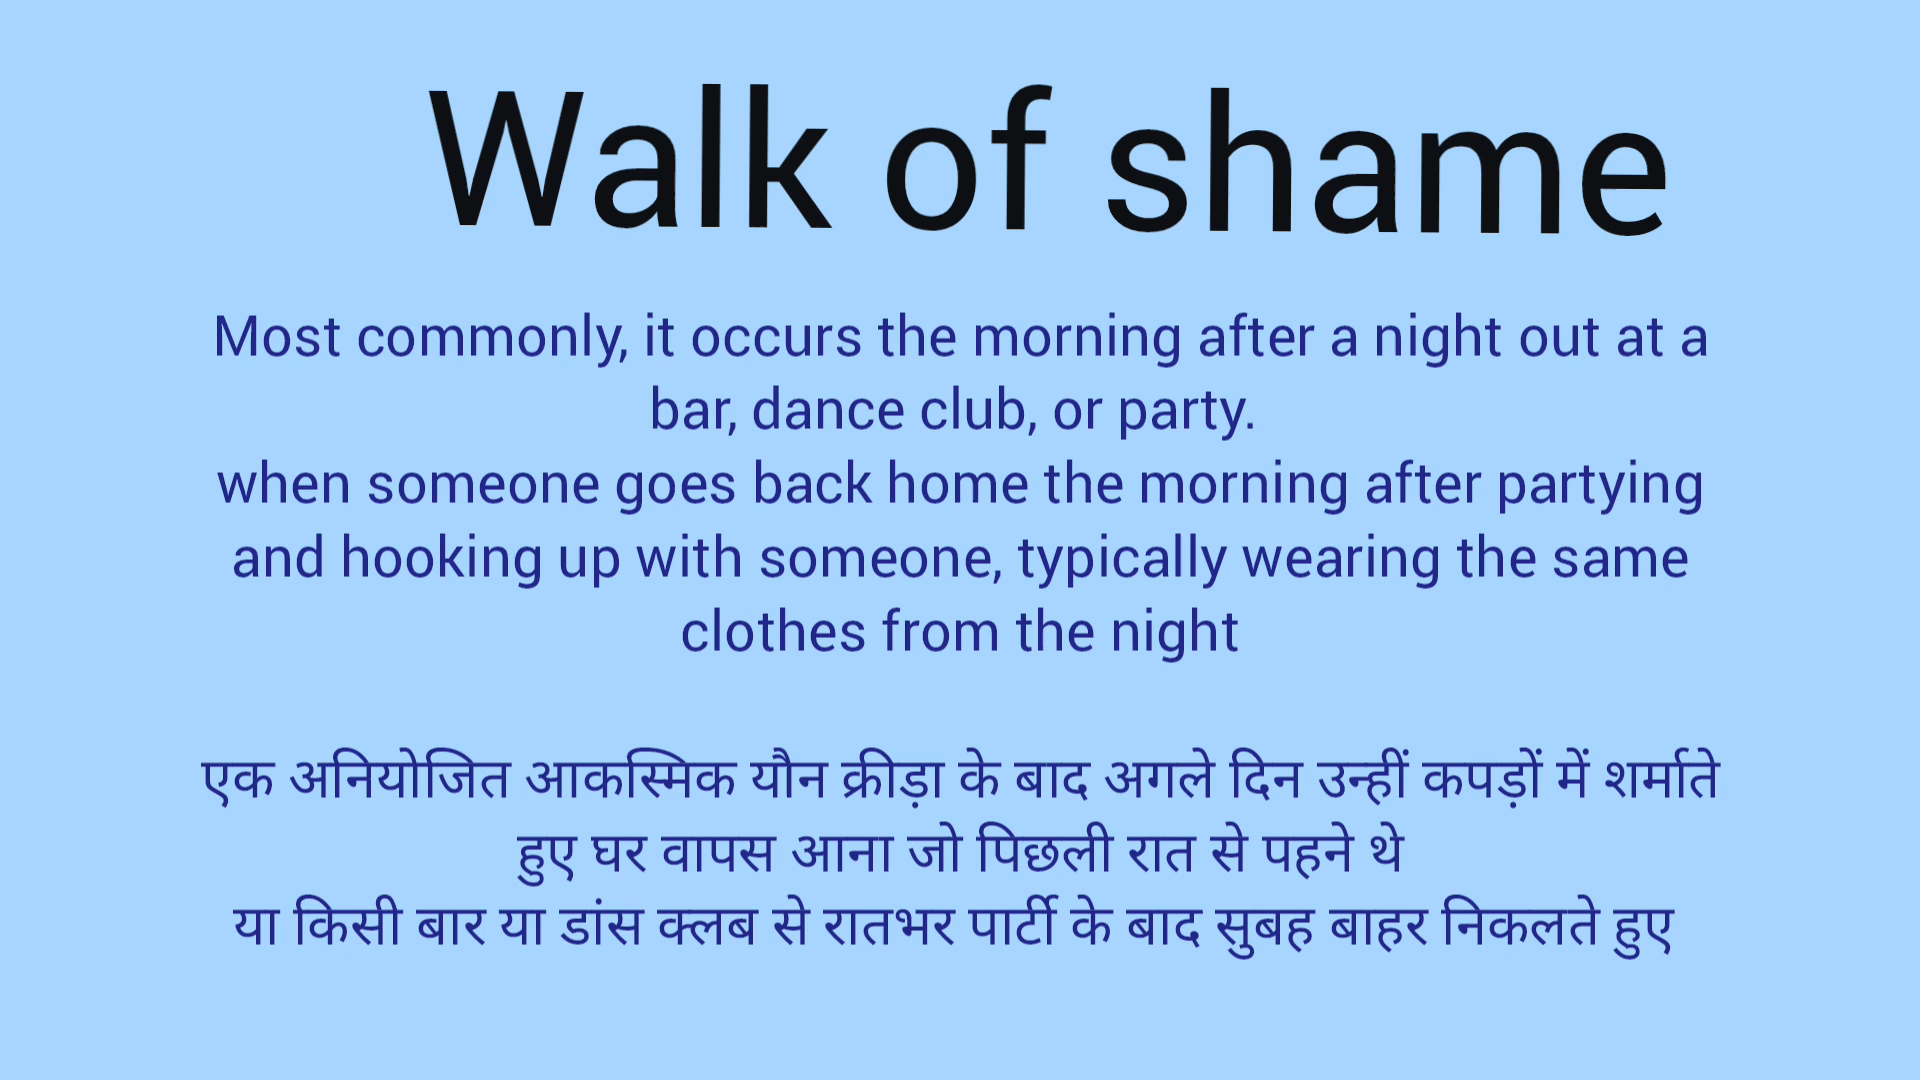 Walk of shame
Most commonly, it occurs the morning after a night out at a
bar, dance club, or party.
when someone goes back home the morning after partying
and hooking up with someone, typically wearing the same
clothes from the night
एक अनियोजित आकस्मिक यौन क्रीड़ा के बाद अगले दिन उन्हीं कपड़ों में शर्माते
हुए घर वापस आना जो पिछली रात से पहने थे
या किसी बार या डांस क्लब से रातभर पार्टी के बाद सुबह बाहर निकलते हुए